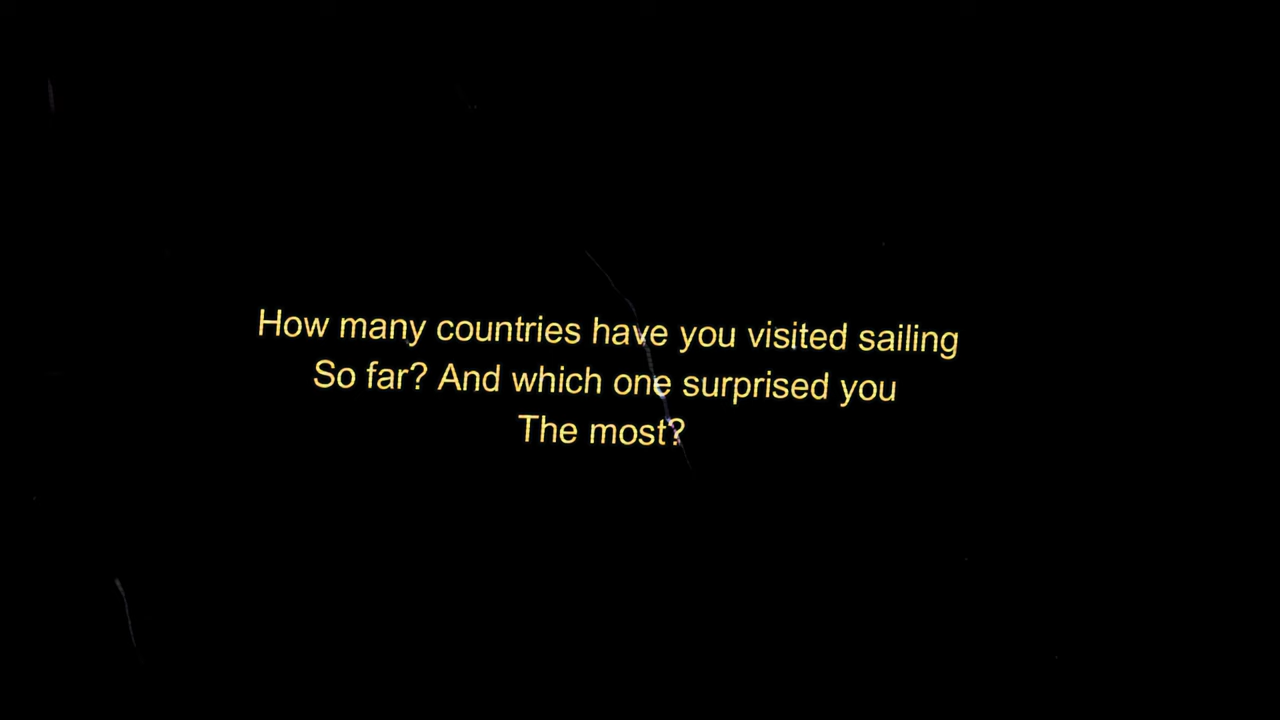 How many countries have you visited sailing
So far? And which one surprised you
The most?